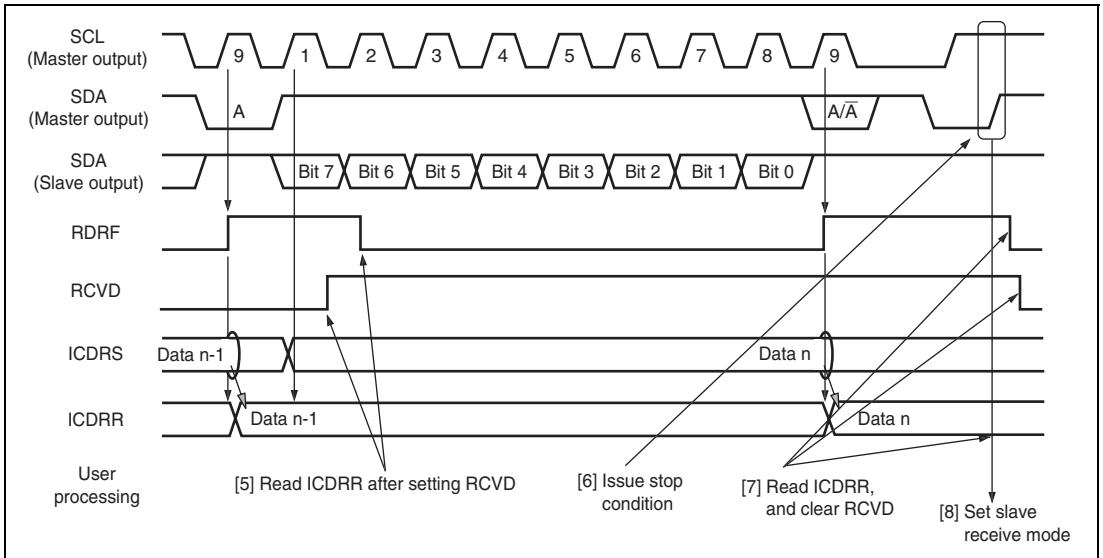 SCL
(Master output)
9 1 2 3 4 5 6 7 8 9
SDA
(Master output)
A A/A̅
SDA
(Slave output)
Bit 7 Bit 6 Bit 5 Bit 4 Bit 3 Bit 2 Bit 1 Bit 0
RDRF
RCVD
ICDRS
Data n-1 Data n
ICDRR
Data n-1 Data n
User
processing
[5] Read ICDRR after setting RCVD
[6] Issue stop
condition
[7] Read ICDRR,
and clear RCVD
[8] Set slave
receive mode